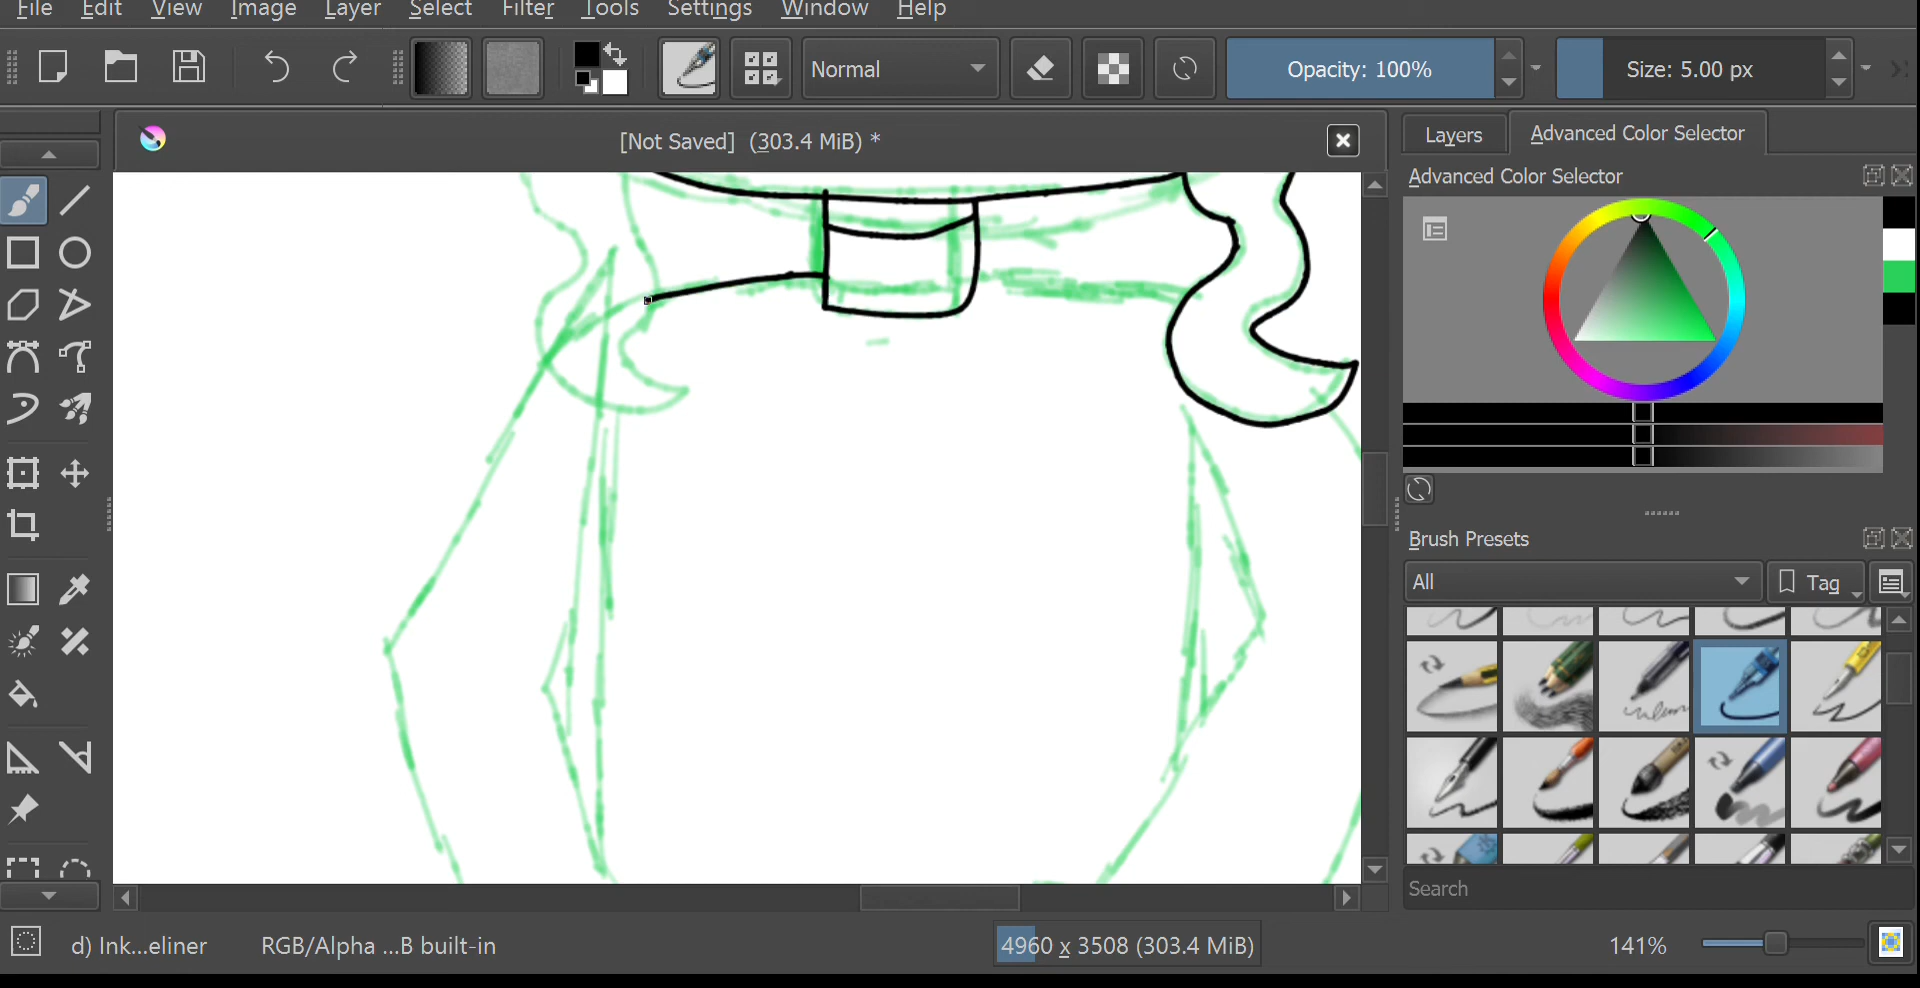 File Edit View Image Layer Select Filter Tools Settings Window Help
Normal
Opacity: 100%
Size: 5.00 px
[Not Saved] (303.4 MiB) *
Layers
Advanced Color Selector
Advanced Color Selector
Brush Presets
All
Tag
Search
d) Ink...eliner
RGB/Alpha ...B built-in
4960 x 3508 (303.4 MiB)
141%